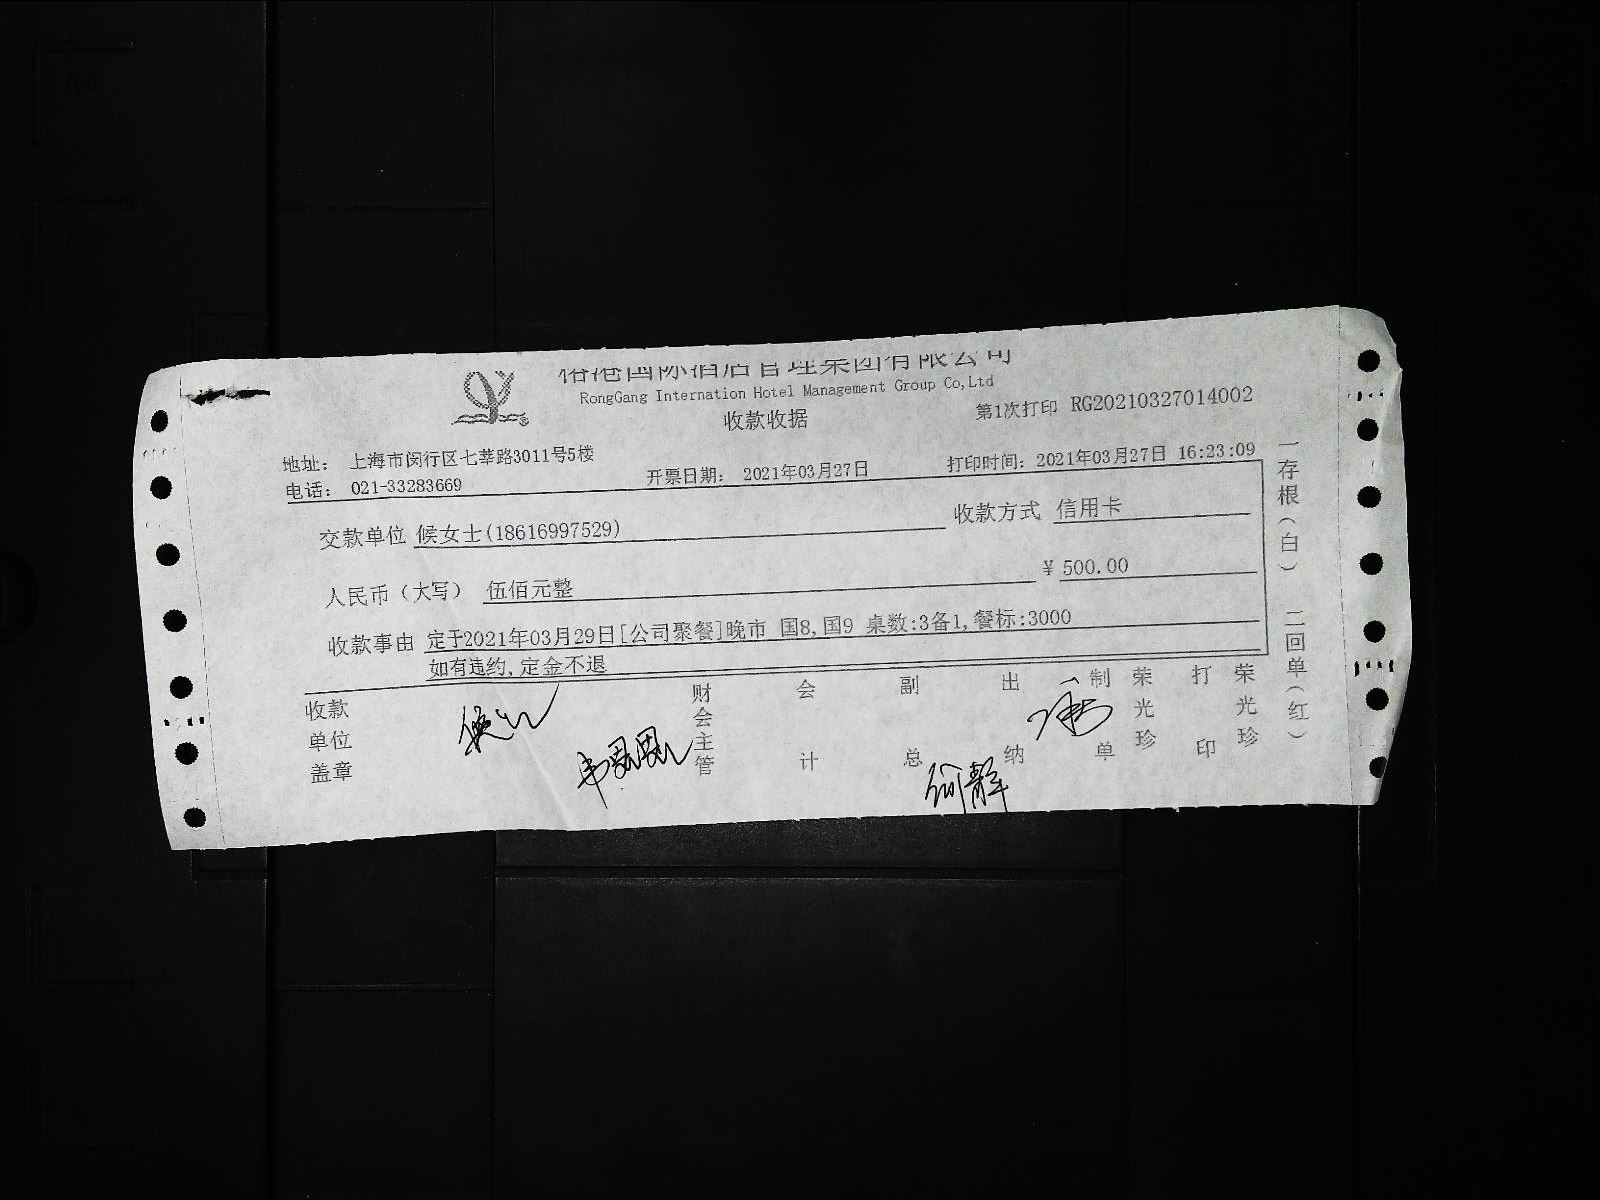 港国际酒店管理集团有限公司
RongGang Internation Hotel Management Group Co,Ltd
收款收据
第1次打印 RG20210327014002
地址： 上海市闵行区七莘路3011号5楼
电话： 021-33283669
开票日期： 2021年03月27日
打印时间：2021年03月27日 16:23:09
交款单位 候女士(18616997529)
收款方式 信用卡
人民币（大写） 伍佰元整
¥ 500.00
收款事由 定于2021年03月29日[公司聚餐]晚市 国8,国9 桌数:3备1,餐标:3000
如有违约,定金不退
收款单位盖章
财会主管
会计
副总
出纳
何静
制单
荣光珍
打印
荣光珍
一存根（白） 二回单（红）